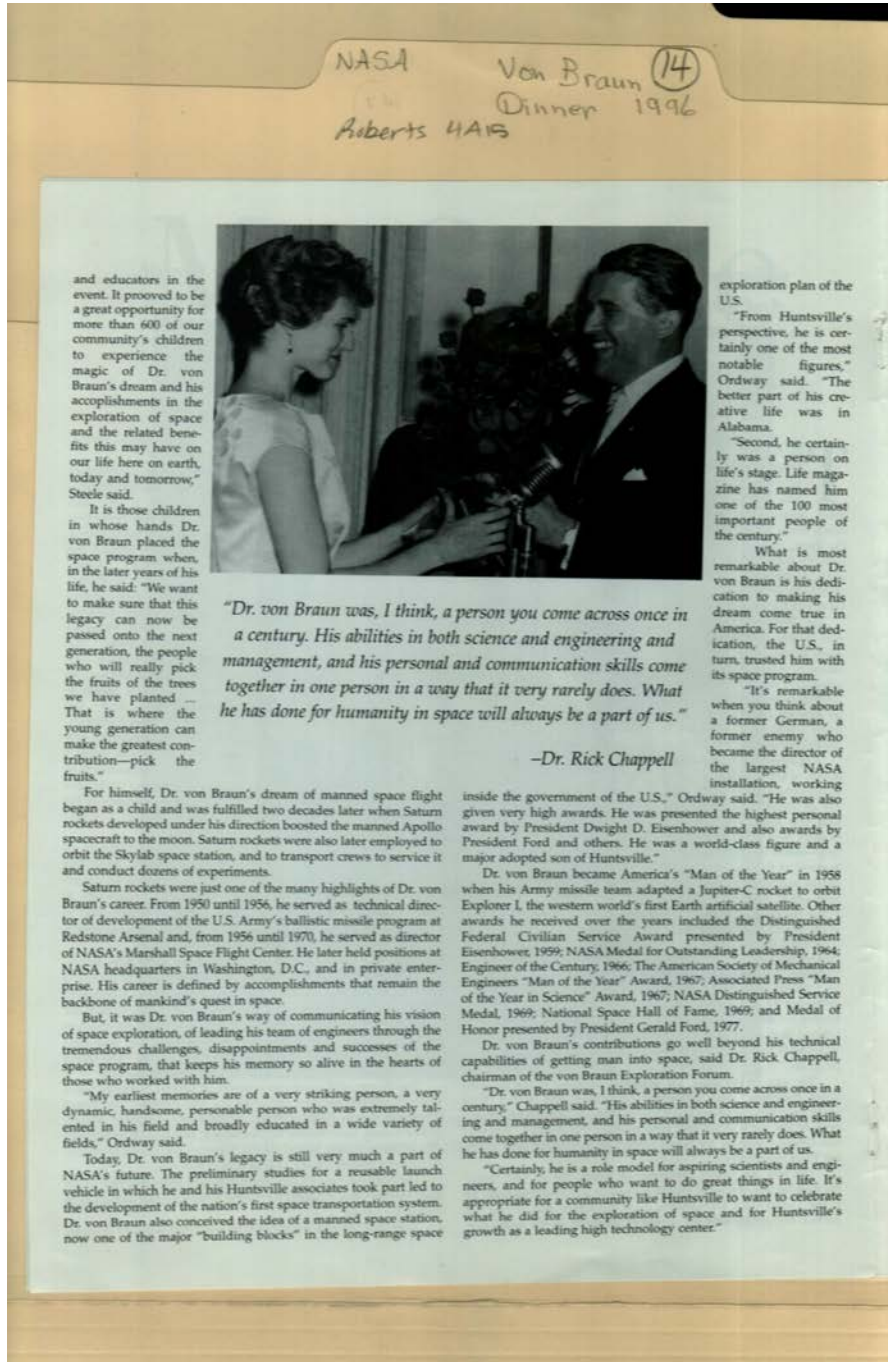 NASA
Von Braun 14
Dinner 1996
Roberts 4A1B
and educators in the
event. It prooved to be
a great opportunity for
more than 600 of our
community's children
to experience the
magic of Dr. von
Braun's dream and his
accoplishments in the
exploration of space
and the related bene-
fits this may have on
our life here on earth,
today and tomorrow,"
Steele said.
It is those children
in whose hands Dr.
von Braun placed the
space program when,
in the later years of his
life, he said: "We want
to make sure that this
legacy can now be
passed onto the next
generation, the people
who will really pick
the fruits of the trees
we have planted ...
That is where the
young generation can
make the greatest con-
tribution—pick the
fruits."
For himself, Dr. von Braun's dream of manned space flight
began as a child and was fulfilled two decades later when Saturn
rockets developed under his direction boosted the manned Apollo
spacecraft to the moon. Saturn rockets were also later employed to
orbit the Skylab space station, and to transport crews to service it
and conduct dozens of experiments.
Saturn rockets were just one of the many highlights of Dr. von
Braun's career. From 1950 until 1956, he served as technical direc-
tor of development of the U.S. Army's ballistic missile program at
Redstone Arsenal and, from 1956 until 1970, he served as director
of NASA's Marshall Space Flight Center. He later held positions at
NASA headquarters in Washington, D.C., and in private enter-
prise. His career is defined by accomplishments that remain the
backbone of mankind's quest in space.
But, it was Dr. von Braun's way of communicating his vision
of space exploration, of leading his team of engineers through the
tremendous challenges, disappointments and successes of the
space program, that keeps his memory so alive in the hearts of
those who worked with him.
"My earliest memories are of a very striking person, a very
dynamic, handsome, personable person who was extremely tal-
ented in his field and broadly educated in a wide variety of
fields," Ordway said.
Today, Dr. von Braun's legacy is still very much a part of
NASA's future. The preliminary studies for a reusable launch
vehicle in which he and his Huntsville associates took part led to
the development of the nation's first space transportation system.
Dr. von Braun also conceived the idea of a manned space station,
now one of the major "building blocks" in the long-range space
"Dr. von Braun was, I think, a person you come across once in
a century. His abilities in both science and engineering and
management, and his personal and communication skills come
together in one person in a way that it very rarely does. What
he has done for humanity in space will always be a part of us."
–Dr. Rick Chappell
exploration plan of the
U.S.
"From Huntsville's
perspective, he is cer-
tainly one of the most
notable figures,"
Ordway said. "The
better part of his cre-
ative life was in
Alabama.
"Second, he certain-
ly was a person on
life's stage. Life maga-
zine has named him
one of the 100 most
important people of
the century."
What is most
remarkable about Dr.
von Braun is his dedi-
cation to making his
dream come true in
America. For that ded-
ication, the U.S., in
turn, trusted him with
its space program.
"It's remarkable
when you think about
a former German, a
former enemy who
became the director of
the largest NASA
installation, working
inside the government of the U.S.," Ordway said. "He was also
given very high awards. He was presented the highest personal
award by President Dwight D. Eisenhower and also awards by
President Ford and others. He was a world-class figure and a
major adopted son of Huntsville."
Dr. von Braun became America's "Man of the Year" in 1958
when his Army missile team adapted a Jupiter-C rocket to orbit
Explorer I, the western world's first Earth artificial satellite. Other
awards he received over the years included the Distinguished
Federal Civilian Service Award presented by President
Eisenhower, 1959; NASA Medal for Outstanding Leadership, 1964;
Engineer of the Century, 1966; The American Society of Mechanical
Engineers "Man of the Year" Award, 1967; Associated Press "Man
of the Year in Science" Award, 1967; NASA Distinguished Service
Medal, 1969; National Space Hall of Fame, 1969; and Medal of
Honor presented by President Gerald Ford, 1977.
Dr. von Braun's contributions go well beyond his technical
capabilities of getting man into space, said Dr. Rick Chappell,
chairman of the von Braun Exploration Forum.
"Dr. von Braun was, I think, a person you come across once in a
century," Chappell said. "His abilities in both science and engineer-
ing and management, and his personal and communication skills
come together in one person in a way that it very rarely does. What
he has done for humanity in space will always be a part of us.
"Certainly, he is a role model for aspiring scientists and engi-
neers, and for people who want to do great things in life. It's
appropriate for a community like Huntsville to want to celebrate
what he did for the exploration of space and for Huntsville's
growth as a leading high technology center."